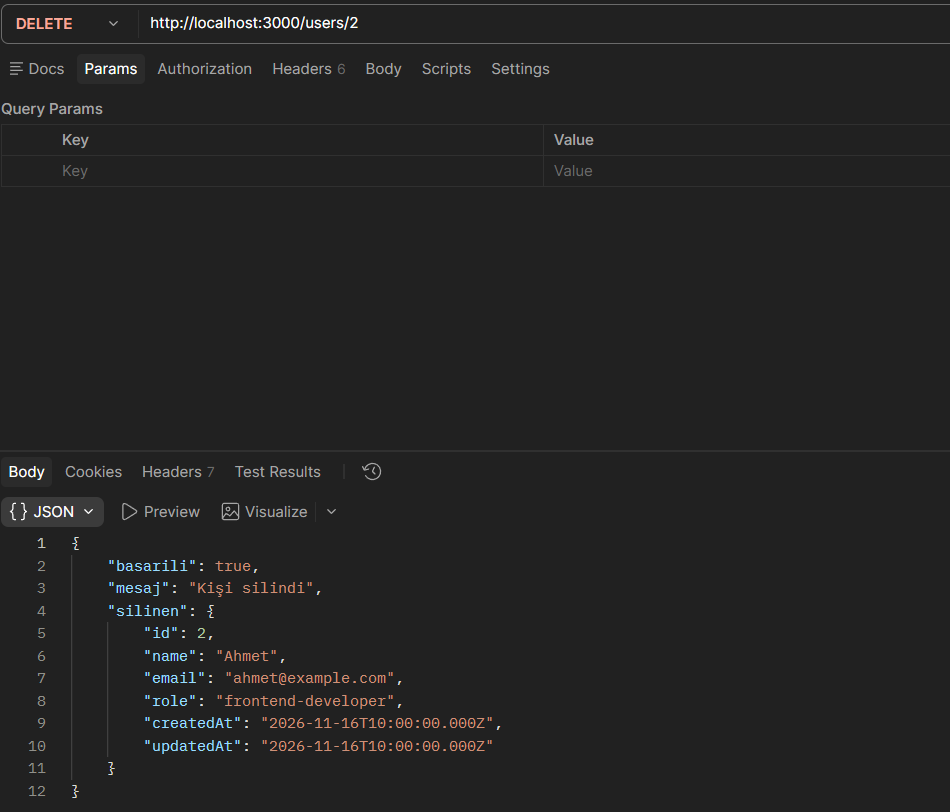 DELETE http://localhost:3000/users/2
Docs Params Authorization Headers 6 Body Scripts Settings
Query Params
Key Value
Key Value
Body Cookies Headers 7 Test Results
{} JSON Preview Visualize
1 {
2 "basarili": true,
3 "mesaj": "Kişi silindi",
4 "silinen": {
5 "id": 2,
6 "name": "Ahmet",
7 "email": "ahmet@example.com",
8 "role": "frontend-developer",
9 "createdAt": "2026-11-16T10:00:00.000Z",
10 "updatedAt": "2026-11-16T10:00:00.000Z"
11 }
12 }